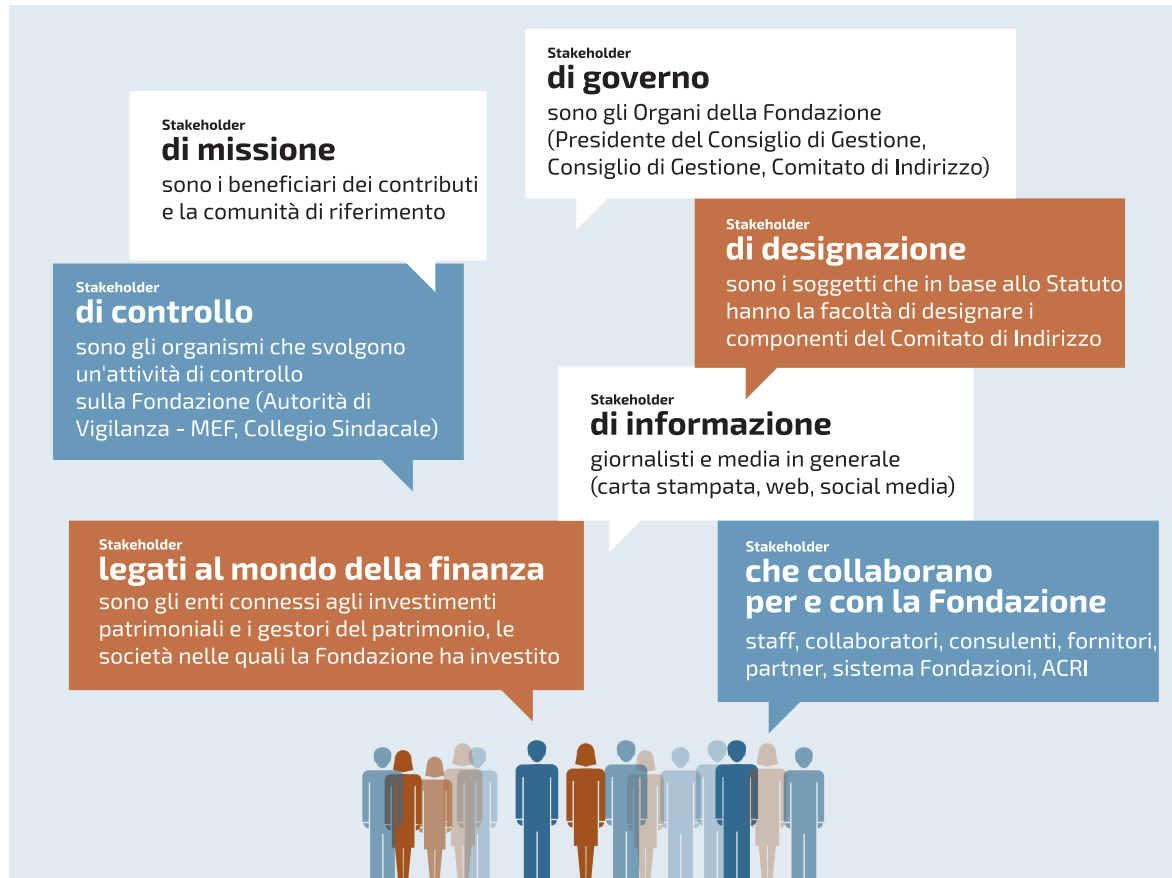 Stakeholder
di missione
sono i beneficiari dei contributi
e la comunità di riferimento
Stakeholder
di governo
sono gli Organi della Fondazione
(Presidente del Consiglio di Gestione,
Consiglio di Gestione, Comitato di Indirizzo)
Stakeholder
di designazione
sono i soggetti che in base allo Statuto
hanno la facoltà di designare i
componenti del Comitato di Indirizzo
Stakeholder
di controllo
sono gli organismi che svolgono
un'attività di controllo
sulla Fondazione (Autorità di
Vigilanza - MEF, Collegio Sindacale)
Stakeholder
di informazione
giornalisti e media in generale
(carta stampata, web, social media)
Stakeholder
legati al mondo della finanza
sono gli enti connessi agli investimenti
patrimoniali e i gestori del patrimonio, le
società nelle quali la Fondazione ha investito
Stakeholder
che collaborano
per e con la Fondazione
staff, collaboratori, consulenti, fornitori,
partner, sistema Fondazioni, ACRI